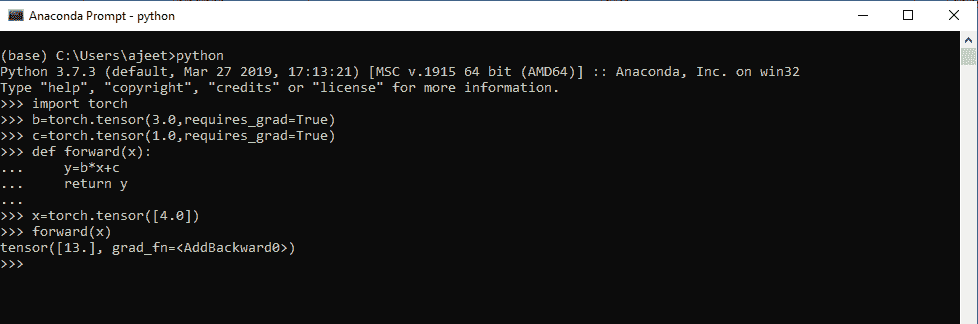 Anaconda Prompt - python
(base) C:\Users\ajeet>python
Python 3.7.3 (default, Mar 27 2019, 17:13:21) [MSC v.1915 64 bit (AMD64)] :: Anaconda, Inc. on win32
Type "help", "copyright", "credits" or "license" for more information.
>>> import torch
>>> b=torch.tensor(3.0,requires_grad=True)
>>> c=torch.tensor(1.0,requires_grad=True)
>>> def forward(x):
...     y=b*x+c
...     return y
...
>>> x=torch.tensor([4.0])
>>> forward(x)
tensor([13.], grad_fn=<AddBackward0>)
>>>